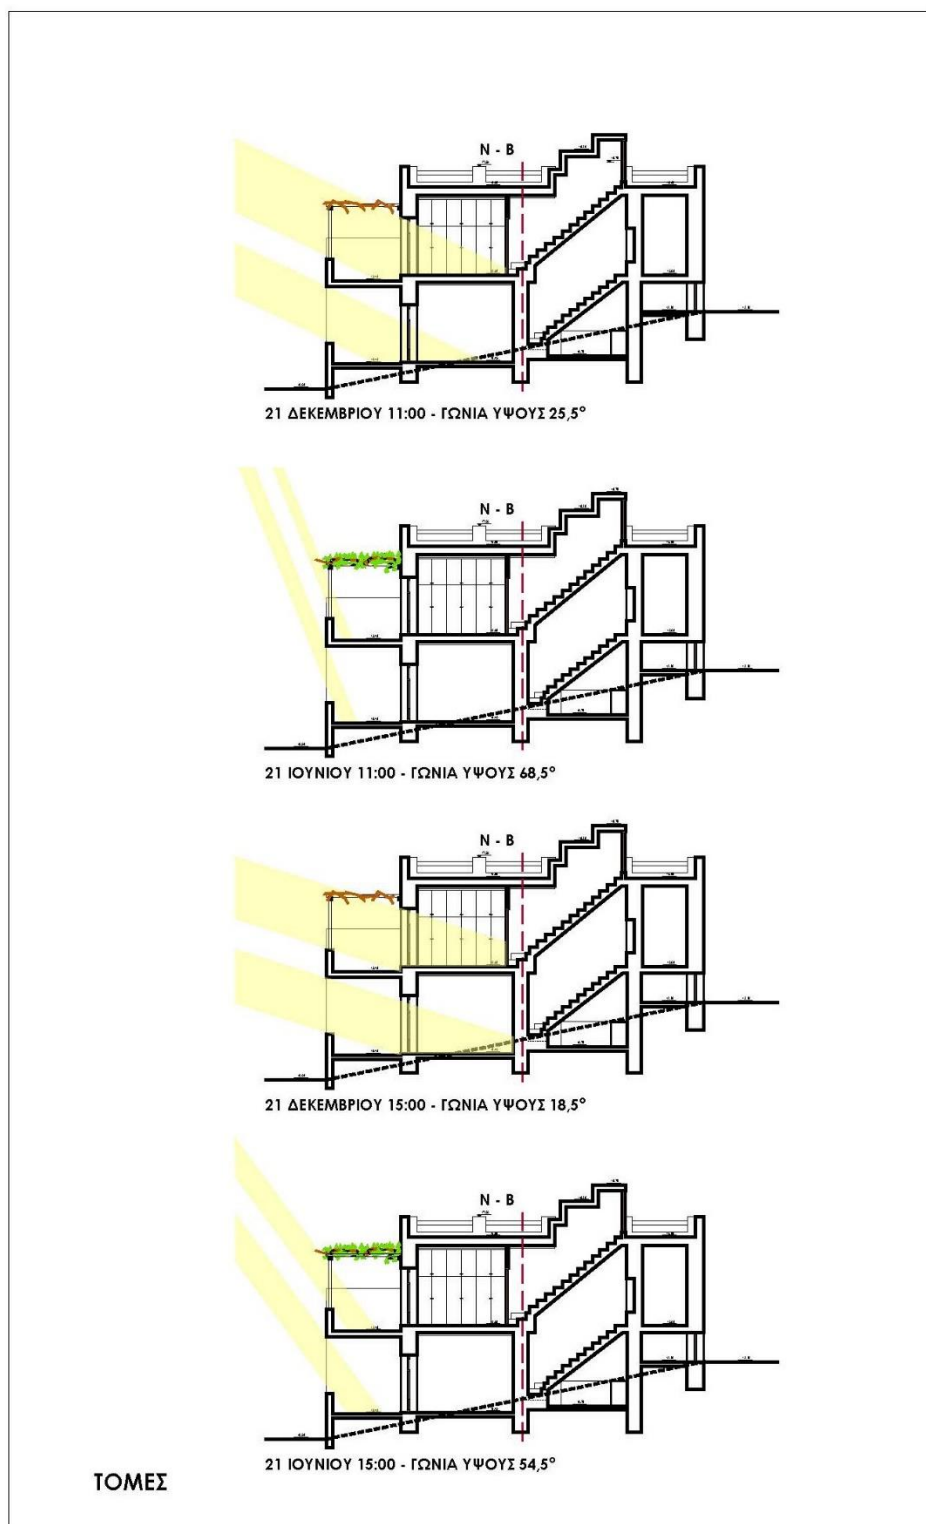 N - B
21 ΔΕΚΕΜΒΡΙΟΥ 11:00 - ΓΩΝΙΑ ΥΨΟΥΣ 25,5°
N - B
21 ΙΟΥΝΙΟΥ 11:00 - ΓΩΝΙΑ ΥΨΟΥΣ 68,5°
N - B
21 ΔΕΚΕΜΒΡΙΟΥ 15:00 - ΓΩΝΙΑ ΥΨΟΥΣ 18,5°
N - B
21 ΙΟΥΝΙΟΥ 15:00 - ΓΩΝΙΑ ΥΨΟΥΣ 54,5°
ΤΟΜΕΣ